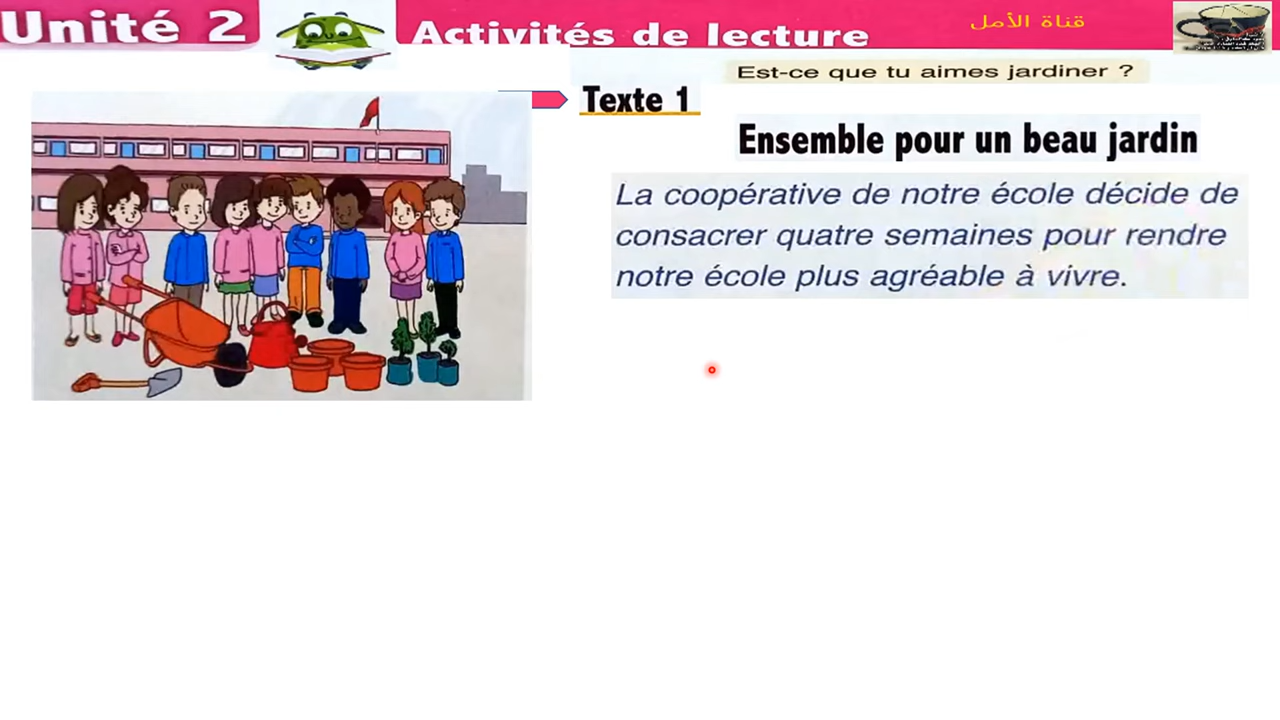 Unité 2
Activités de lecture
قناة الأمل
Est-ce que tu aimes jardiner ?
Texte 1
Ensemble pour un beau jardin
La coopérative de notre école décide de
consacrer quatre semaines pour rendre
notre école plus agréable à vivre.